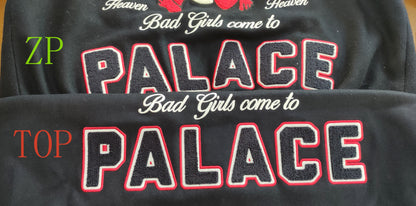 Heaven Heaven
Bad Girls come to
ZP
PALACE
Bad Girls come to
TOP
PALACE